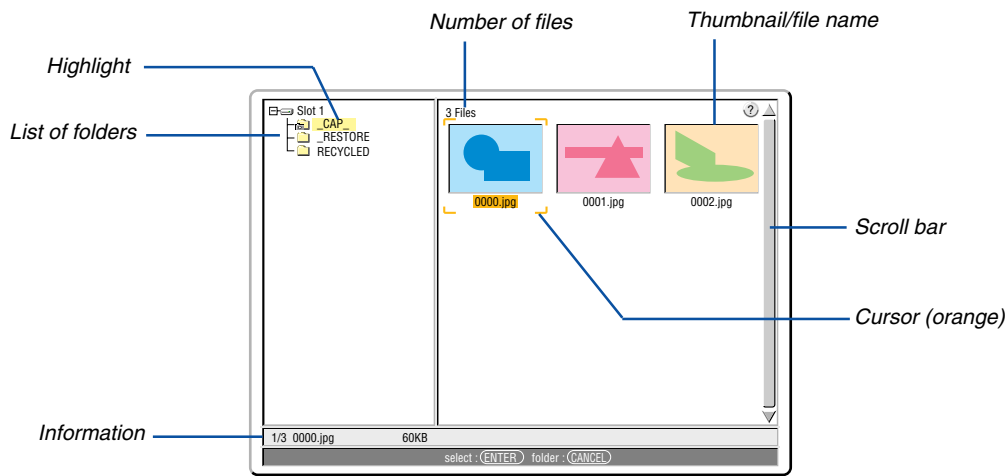 Number of files
Thumbnail/file name
Highlight
List of folders
Slot 1
_CAP_
_RESTORE
RECYCLED
3 Files
?
0000.jpg
0001.jpg
0002.jpg
Scroll bar
Cursor (orange)
Information
1/3 0000.jpg 60KB
select : ENTER folder : CANCEL